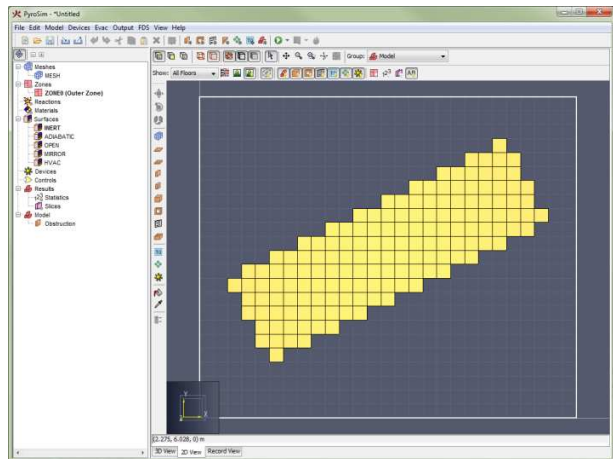 PyroSim - *Untitled
File Edit Model Devices Evac Output FDS View Help
Group: Model
Show: All Floors
Meshes
MESH
Zones
ZONE0 (Outer Zone)
Reactions
Materials
Surfaces
INERT
ADIABATIC
OPEN
MIRROR
HVAC
Devices
Controls
Results
Statistics
Slices
Model
Obstruction
Y
X
(2.275, 6.028, 0) m
3D View 2D View Record View